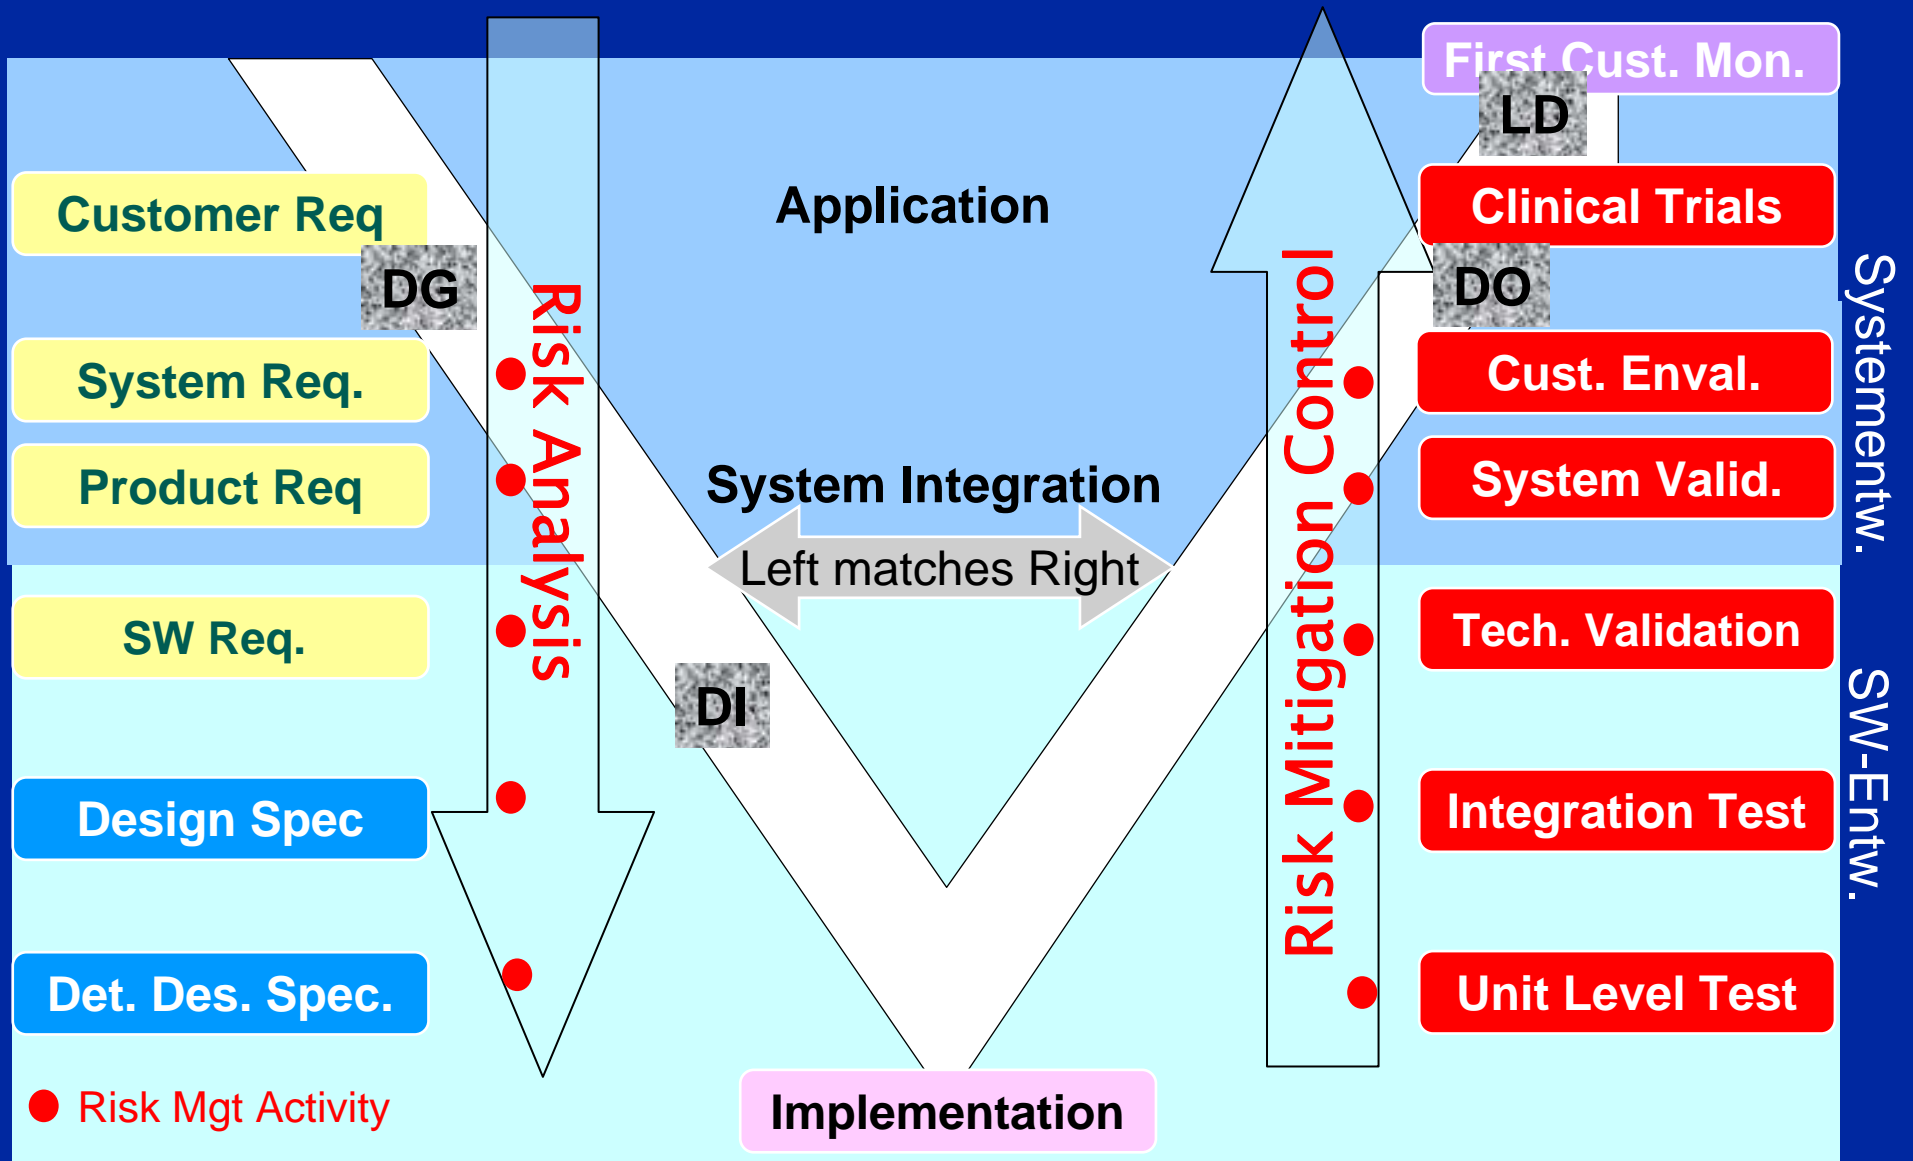 First Cust. Mon.
LD
Customer Req
Application
Clinical Trials
DG
DO
System Req.
Cust. Enval.
Product Req
System Integration
System Valid.
Left matches Right
SW Req.
Tech. Validation
DI
Design Spec
Integration Test
Det. Des. Spec.
Unit Level Test
Risk Mgt Activity
Implementation
Risk Analysis
Risk Mitigation Control
Systementw.
SW-Entw.